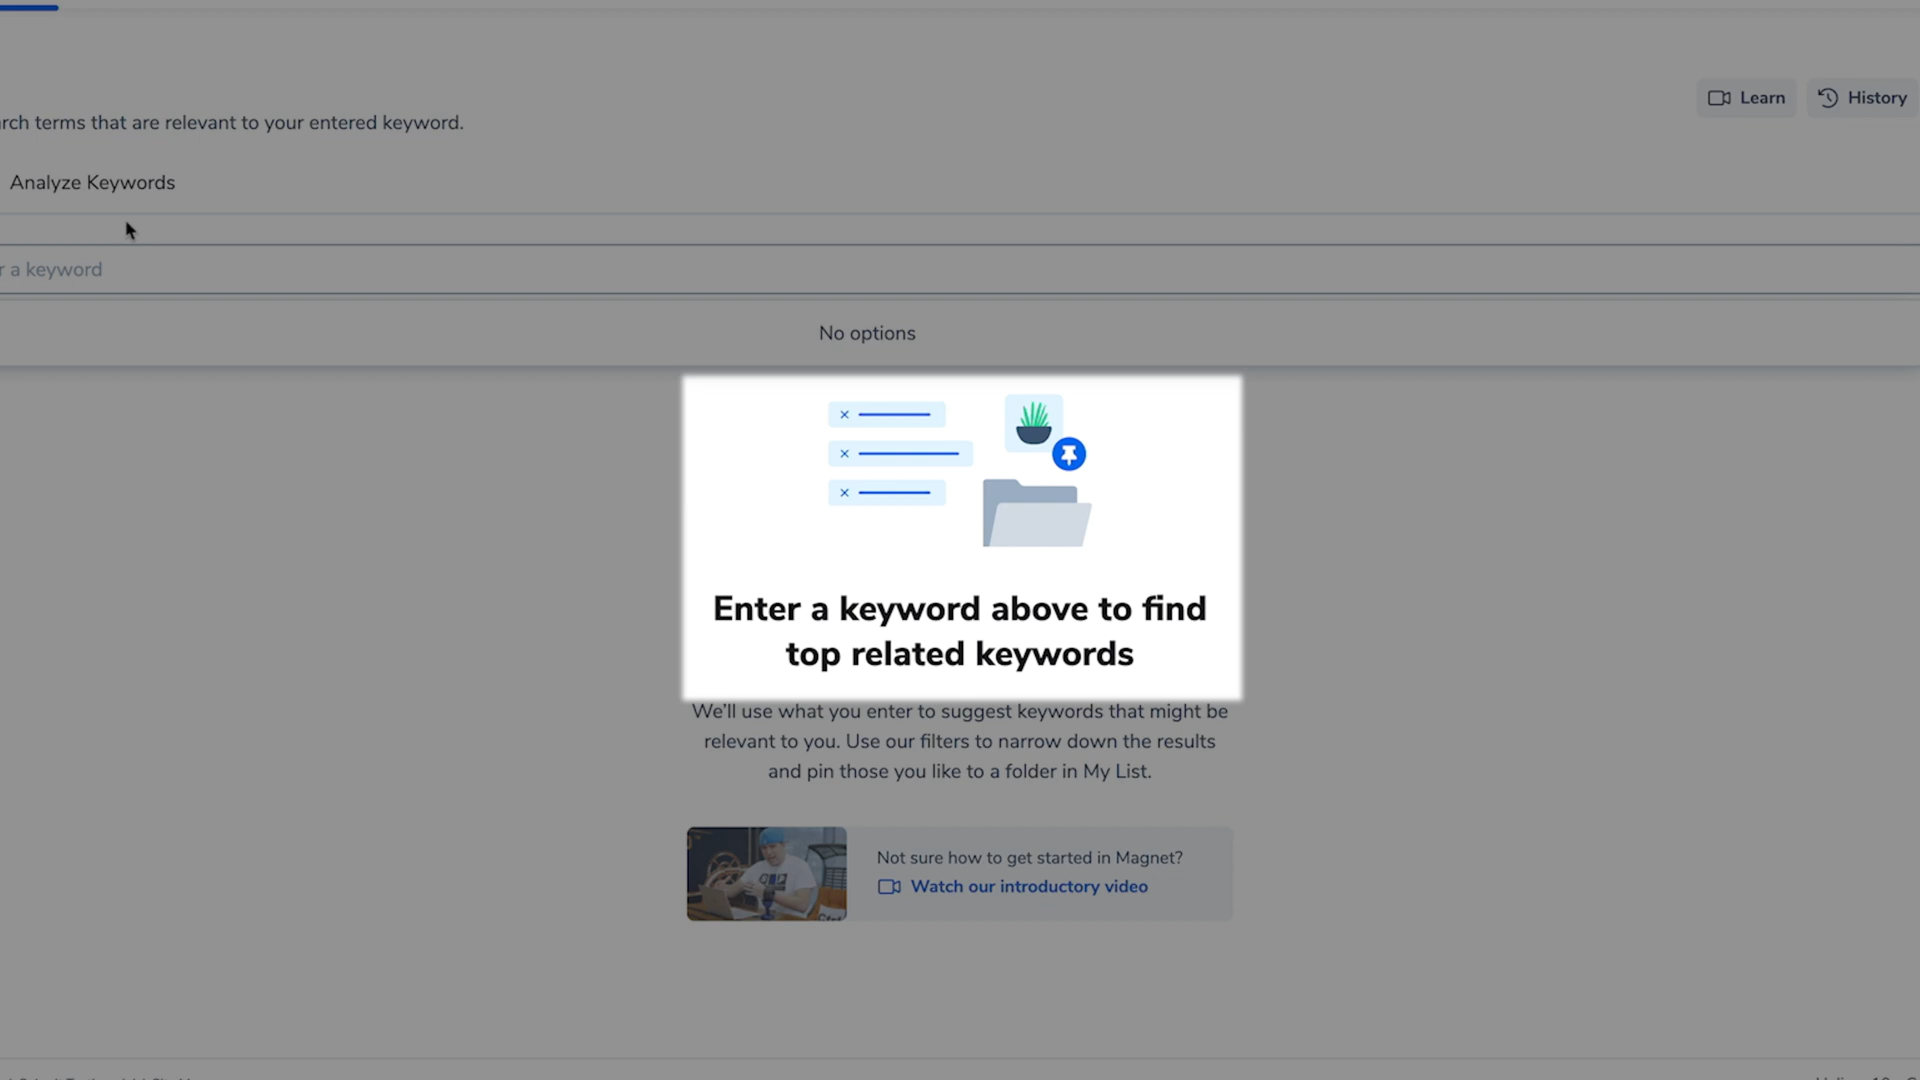 Learn
History
rch terms that are relevant to your entered keyword.
Analyze Keywords
r a keyword
No options
Enter a keyword above to find
top related keywords
We'll use what you enter to suggest keywords that might be
relevant to you. Use our filters to narrow down the results
and pin those you like to a folder in My List.
Not sure how to get started in Magnet?
Watch our introductory video